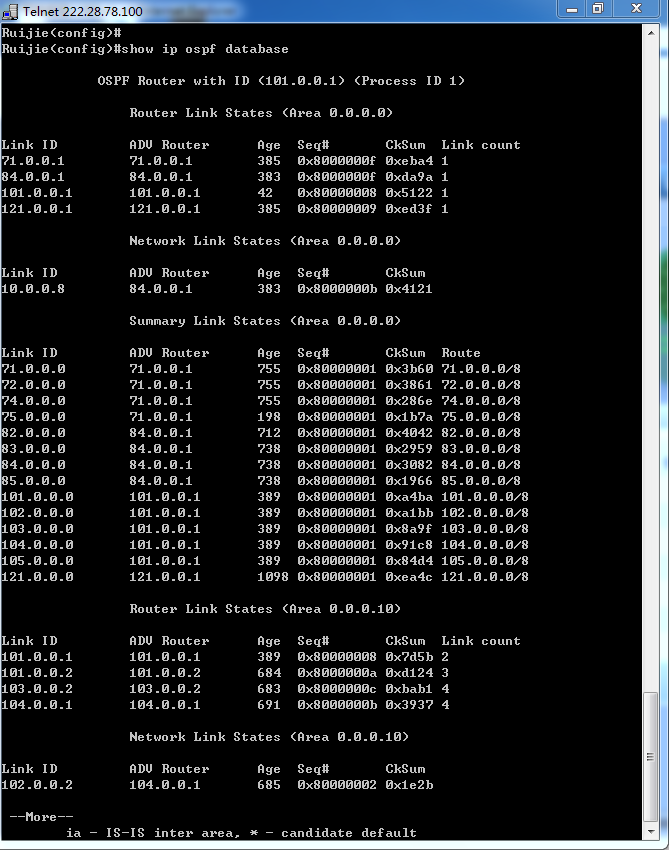 Telnet 222.28.78.100
Ruijie(config)#
Ruijie(config)#show ip ospf database
OSPF Router with ID (101.0.0.1) (Process ID 1)
Router Link States (Area 0.0.0.0)
Link ID ADV Router Age Seq# CkSum Link count
71.0.0.1 71.0.0.1 385 0x8000000f 0xeba4 1
84.0.0.1 84.0.0.1 383 0x8000000f 0xda9a 1
101.0.0.1 101.0.0.1 42 0x80000008 0x5122 1
121.0.0.1 121.0.0.1 385 0x80000009 0xed3f 1
Network Link States (Area 0.0.0.0)
Link ID ADV Router Age Seq# CkSum
10.0.0.8 84.0.0.1 383 0x8000000b 0x4121
Summary Link States (Area 0.0.0.0)
Link ID ADV Router Age Seq# CkSum Route
71.0.0.0 71.0.0.1 755 0x80000001 0x3b60 71.0.0.0/8
72.0.0.0 71.0.0.1 755 0x80000001 0x3861 72.0.0.0/8
74.0.0.0 71.0.0.1 755 0x80000001 0x286e 74.0.0.0/8
75.0.0.0 71.0.0.1 198 0x80000001 0x1b7a 75.0.0.0/8
82.0.0.0 84.0.0.1 712 0x80000001 0x4042 82.0.0.0/8
83.0.0.0 84.0.0.1 738 0x80000001 0x2959 83.0.0.0/8
84.0.0.0 84.0.0.1 738 0x80000001 0x3082 84.0.0.0/8
85.0.0.0 84.0.0.1 738 0x80000001 0x1966 85.0.0.0/8
101.0.0.0 101.0.0.1 389 0x80000001 0xa4ba 101.0.0.0/8
102.0.0.0 101.0.0.1 389 0x80000001 0xa1bb 102.0.0.0/8
103.0.0.0 101.0.0.1 389 0x80000001 0x8a9f 103.0.0.0/8
104.0.0.0 101.0.0.1 389 0x80000001 0x91c8 104.0.0.0/8
105.0.0.0 101.0.0.1 389 0x80000001 0x84d4 105.0.0.0/8
121.0.0.0 121.0.0.1 1098 0x80000001 0xea4c 121.0.0.0/8
Router Link States (Area 0.0.0.10)
Link ID ADV Router Age Seq# CkSum Link count
101.0.0.1 101.0.0.1 389 0x80000008 0x7d5b 2
101.0.0.2 101.0.0.2 684 0x8000000a 0xd124 3
103.0.0.2 103.0.0.2 683 0x8000000c 0xbab1 4
104.0.0.1 104.0.0.1 691 0x8000000b 0x3937 4
Network Link States (Area 0.0.0.10)
Link ID ADV Router Age Seq# CkSum
102.0.0.2 104.0.0.1 685 0x80000002 0x1e2b
--More--
ia - IS-IS inter area, * - candidate default